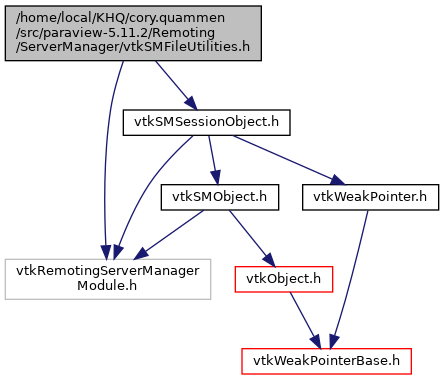 /home/local/KHQ/cory.quammen
/src/paraview-5.11.2/Remoting
/ServerManager/vtkSMFileUtilities.h
vtkSMSessionObject.h
vtkSMObject.h
vtkWeakPointer.h
vtkRemotingServerManager
Module.h
vtkObject.h
vtkWeakPointerBase.h